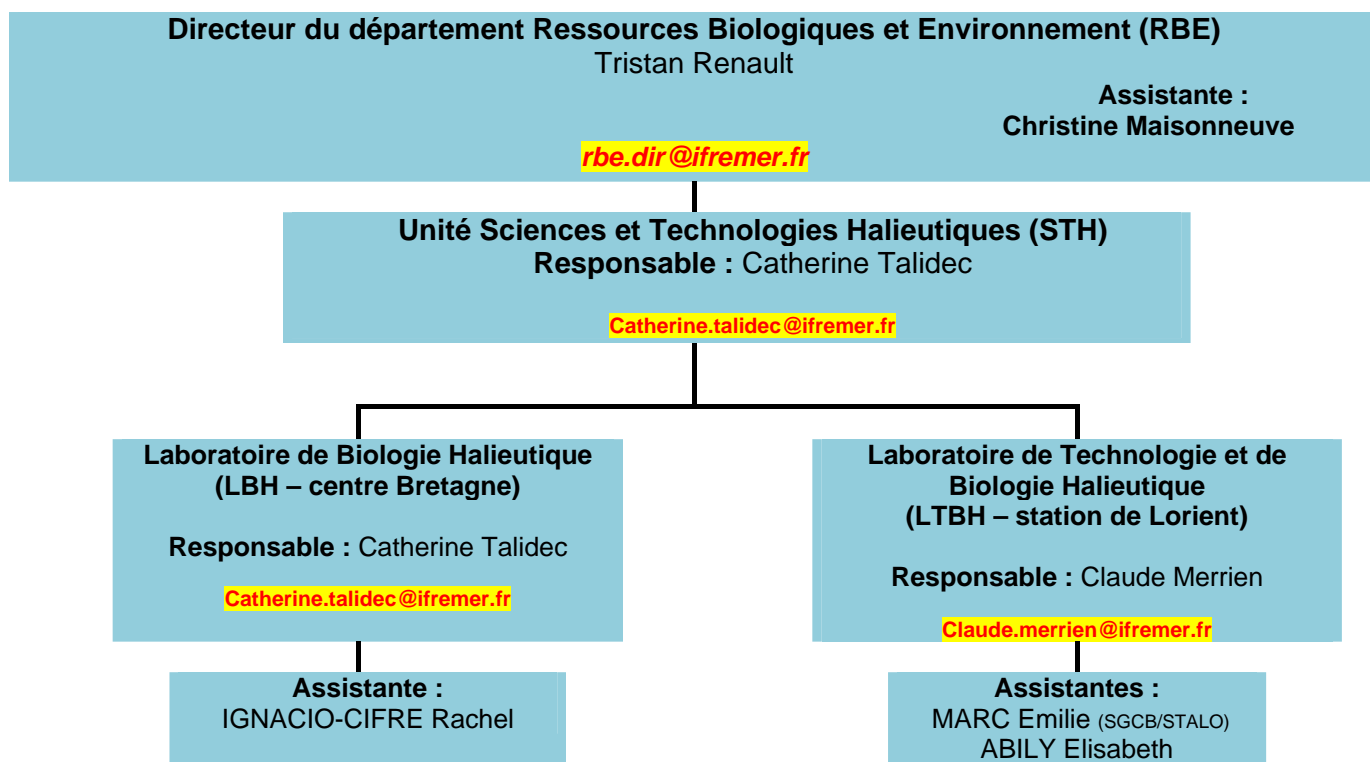 Directeur du département Ressources Biologiques et Environnement (RBE)
Tristan Renault
Assistante :
Christine Maisonneuve
rbe.dir@ifremer.fr
Unité Sciences et Technologies Halieutiques (STH)
Responsable : Catherine Talidec
Catherine.talidec@ifremer.fr
Laboratoire de Biologie Halieutique
(LBH – centre Bretagne)
Responsable : Catherine Talidec
Catherine.talidec@ifremer.fr
Assistante :
IGNACIO-CIFRE Rachel
Laboratoire de Technologie et de
Biologie Halieutique
(LTBH – station de Lorient)
Responsable : Claude Merrien
Claude.merrien@ifremer.fr
Assistantes :
MARC Emilie (SGCB/STALO)
ABILY Elisabeth